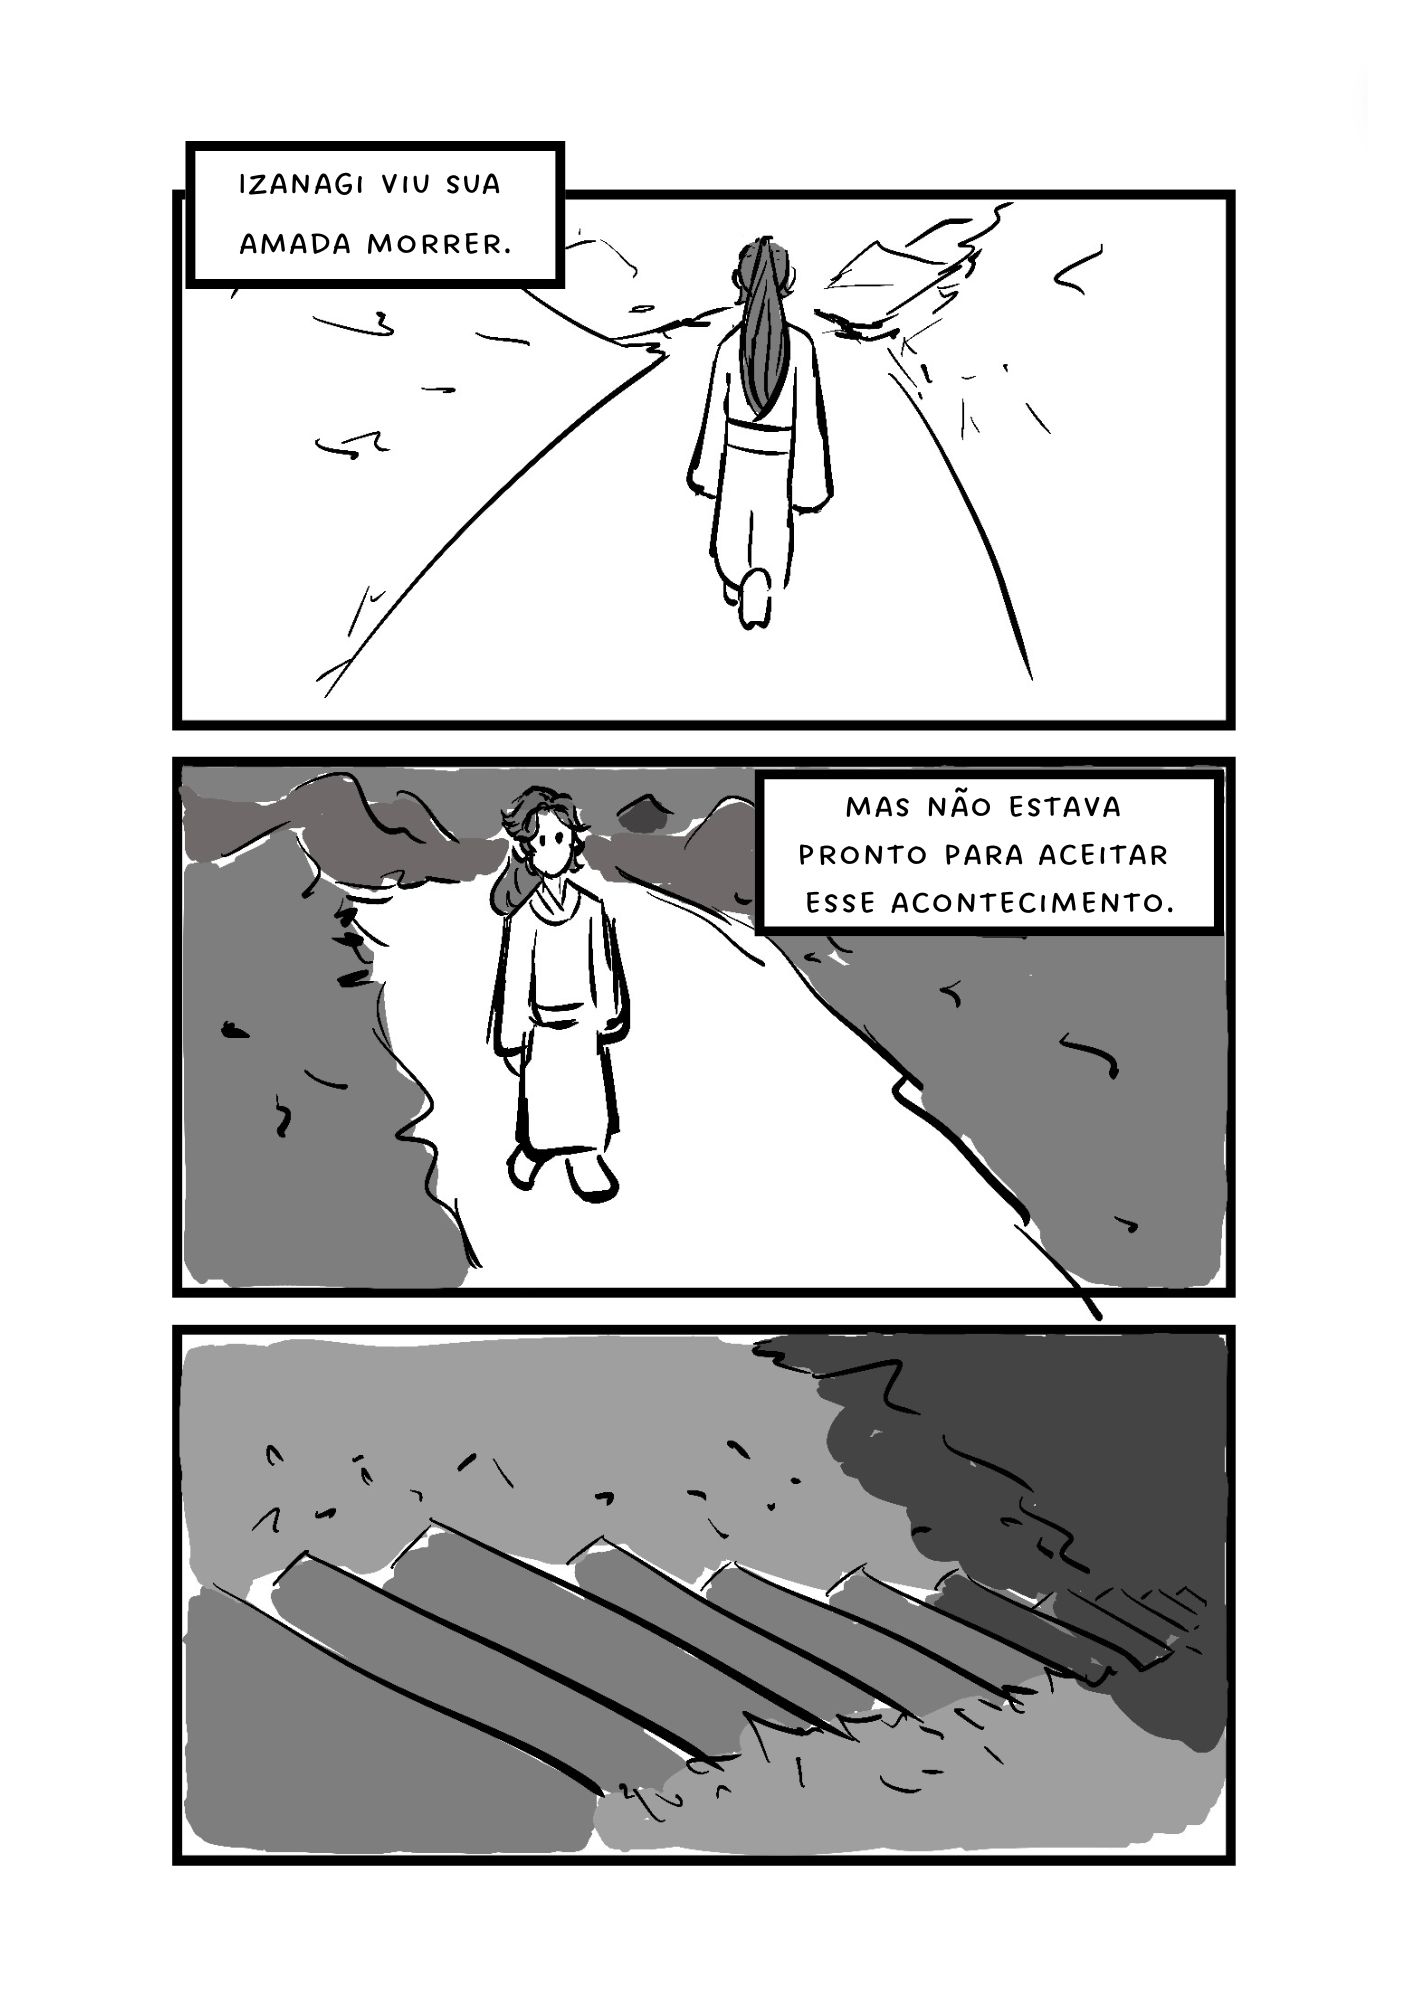 IZANAGI VIU SUA
AMADA MORRER.
MAS NÃO ESTAVA
PRONTO PARA ACEITAR
ESSE ACONTECIMENTO.